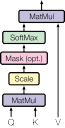 MatMul
SoftMax
Mask (opt.)
Scale
MatMul
Q K V